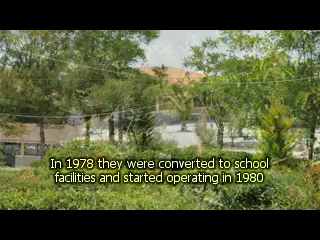 In 1978 they were converted to school
facilities and started operating in 1980